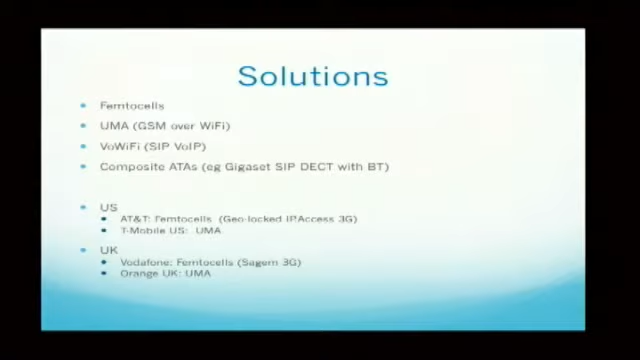 Solutions
Femtocells
UMA (GSM over WiFi)
VoWiFi (SIP VoIP)
Composite ATAs (eg Gigaset SIP DECT with BT)
US
AT&T: Femtocells (Geo-locked IP.Access 3G)
T-Mobile US: UMA
UK
Vodafone: Femtocells (Sagem 3G)
Orange UK: UMA